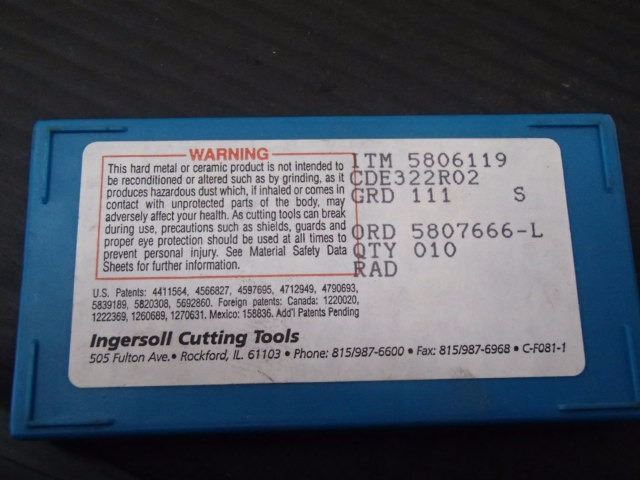 WARNING
This hard metal or ceramic product is not intended to
be reconditioned or altered such as by grinding, as it
produces hazardous dust which, if inhaled or comes in
contact with unprotected parts of the body, may
adversely affect your health. As cutting tools can break
during use, precautions such as shields, guards and
proper eye protection should be used at all times to
prevent personal injury. See Material Safety Data
Sheets for further information.
ITM 5806119
CDE322R02
GRD 111 S
ORD 5807666-L
QTY 010
RAD
U.S. Patents: 4411564, 4566827, 4597695, 4712949, 4790693,
5839189, 5820308, 5692860. Foreign patents: Canada: 1220020,
1222369, 1260689, 1270631. Mexico: 158836. Add'l Patents Pending
Ingersoll Cutting Tools
505 Fulton Ave. • Rockford, IL. 61103 • Phone: 815/987-6600 • Fax: 815/987-6968 • C-F081-1